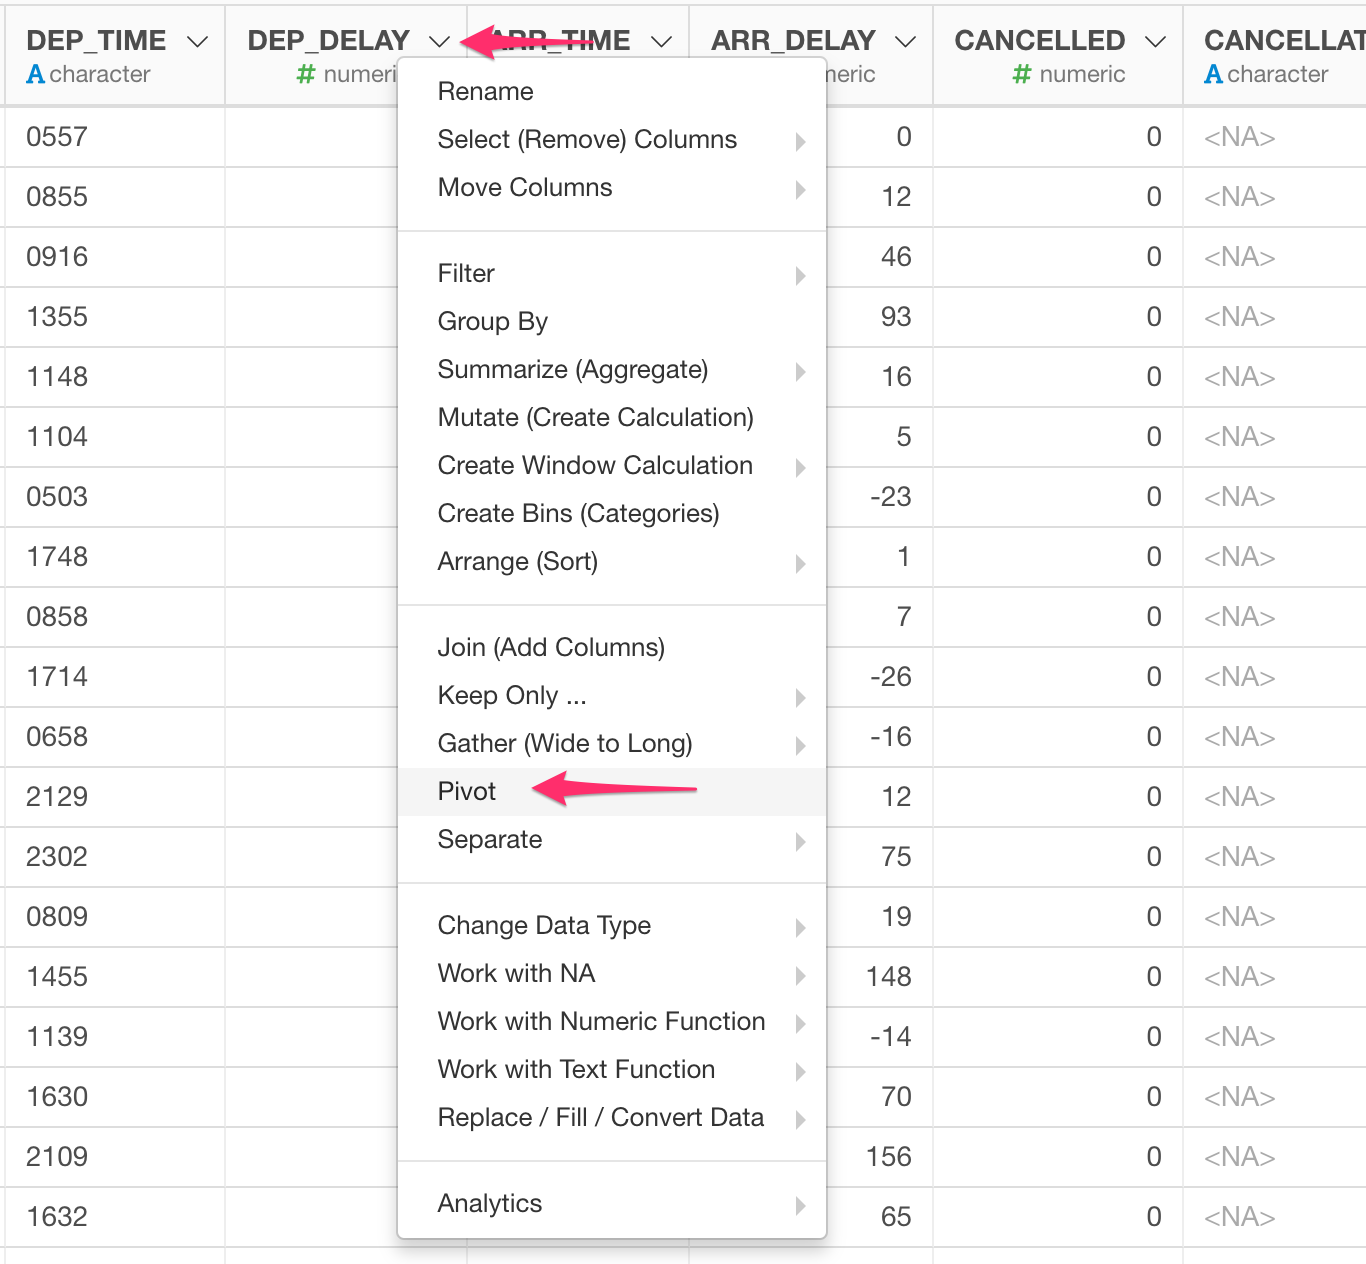 DEP_TIME DEP_DELAY ARR_TIME ARR_DELAY CANCELLED CANCELLAT
A character # numeri meric # numeric A character
Rename
0557 0 0 <NA>
Select (Remove) Columns
Move Columns
0855 12 0 <NA>
0916 46 0 <NA>
Filter
1355 93 0 <NA>
Group By
1148 16 0 <NA>
Summarize (Aggregate)
Mutate (Create Calculation)
1104 5 0 <NA>
Create Window Calculation
0503 -23 0 <NA>
Create Bins (Categories)
1748 1 0 <NA>
Arrange (Sort)
0858 7 0 <NA>
Join (Add Columns)
1714 -26 0 <NA>
Keep Only ...
0658 -16 0 <NA>
Gather (Wide to Long)
2129 12 0 <NA>
Pivot
Separate
2302 75 0 <NA>
0809 19 0 <NA>
Change Data Type
1455 148 0 <NA>
Work with NA
1139 -14 0 <NA>
Work with Numeric Function
Work with Text Function
1630 70 0 <NA>
Replace / Fill / Convert Data
2109 156 0 <NA>
Analytics
1632 65 0 <NA>